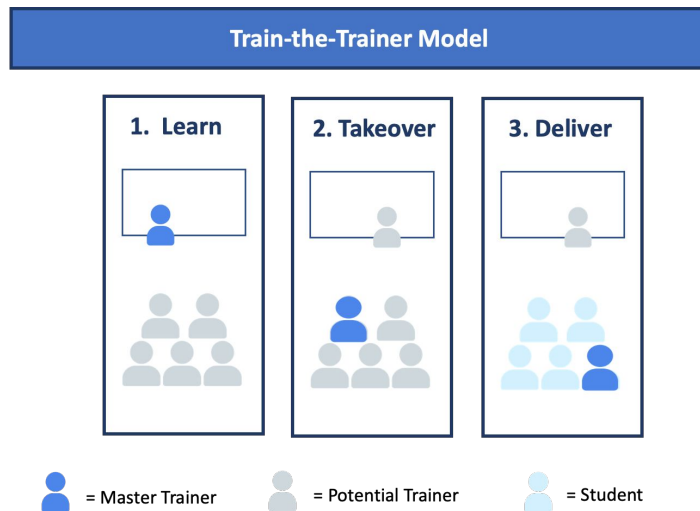 Train-the-Trainer Model
1. Learn
2. Takeover
3. Deliver
= Master Trainer
= Potential Trainer
= Student